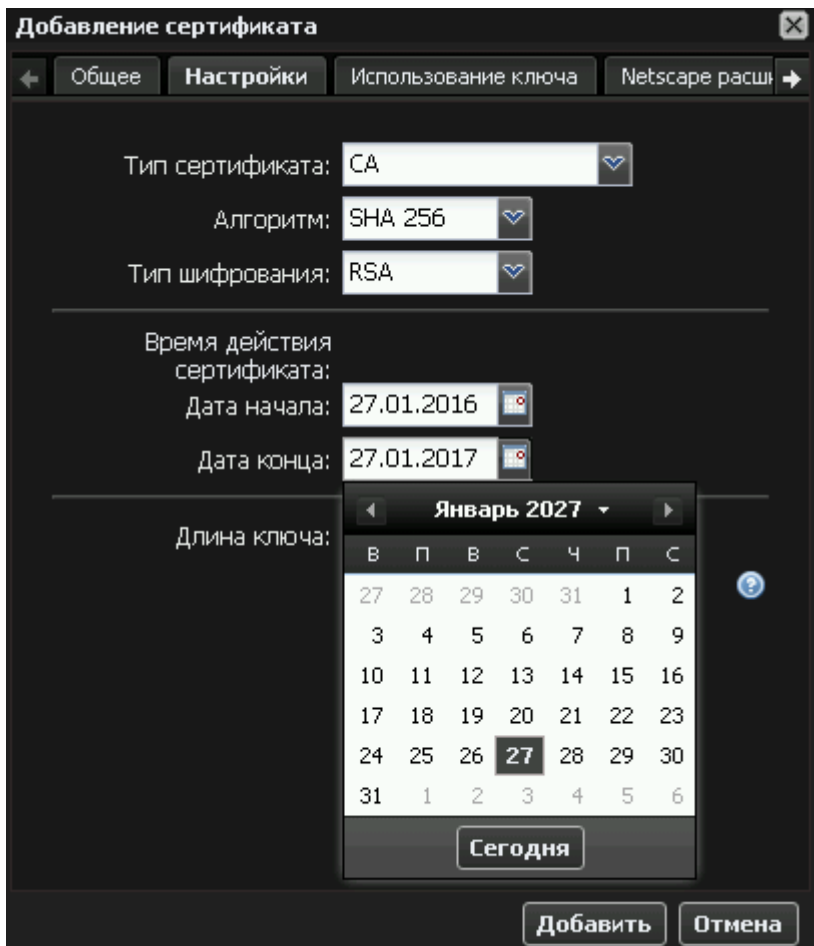 Добавление сертификата
Общее Настройки Использование ключа Netscape
Тип сертификата: CA
Алгоритм: SHA 256
Тип шифрования: RSA
Время действия
сертификата:
Дата начала: 27.01.2016
Дата конца: 27.01.2017
Январь 2027
Длина ключа:
В П В С Ч П С
27 28 29 30 31 1 2
3 4 5 6 7 8 9
10 11 12 13 14 15 16
17 18 19 20 21 22 23
24 25 26 27 28 29 30
31 1 2 3 4 5 6
Сегодня
Добавить Отмена